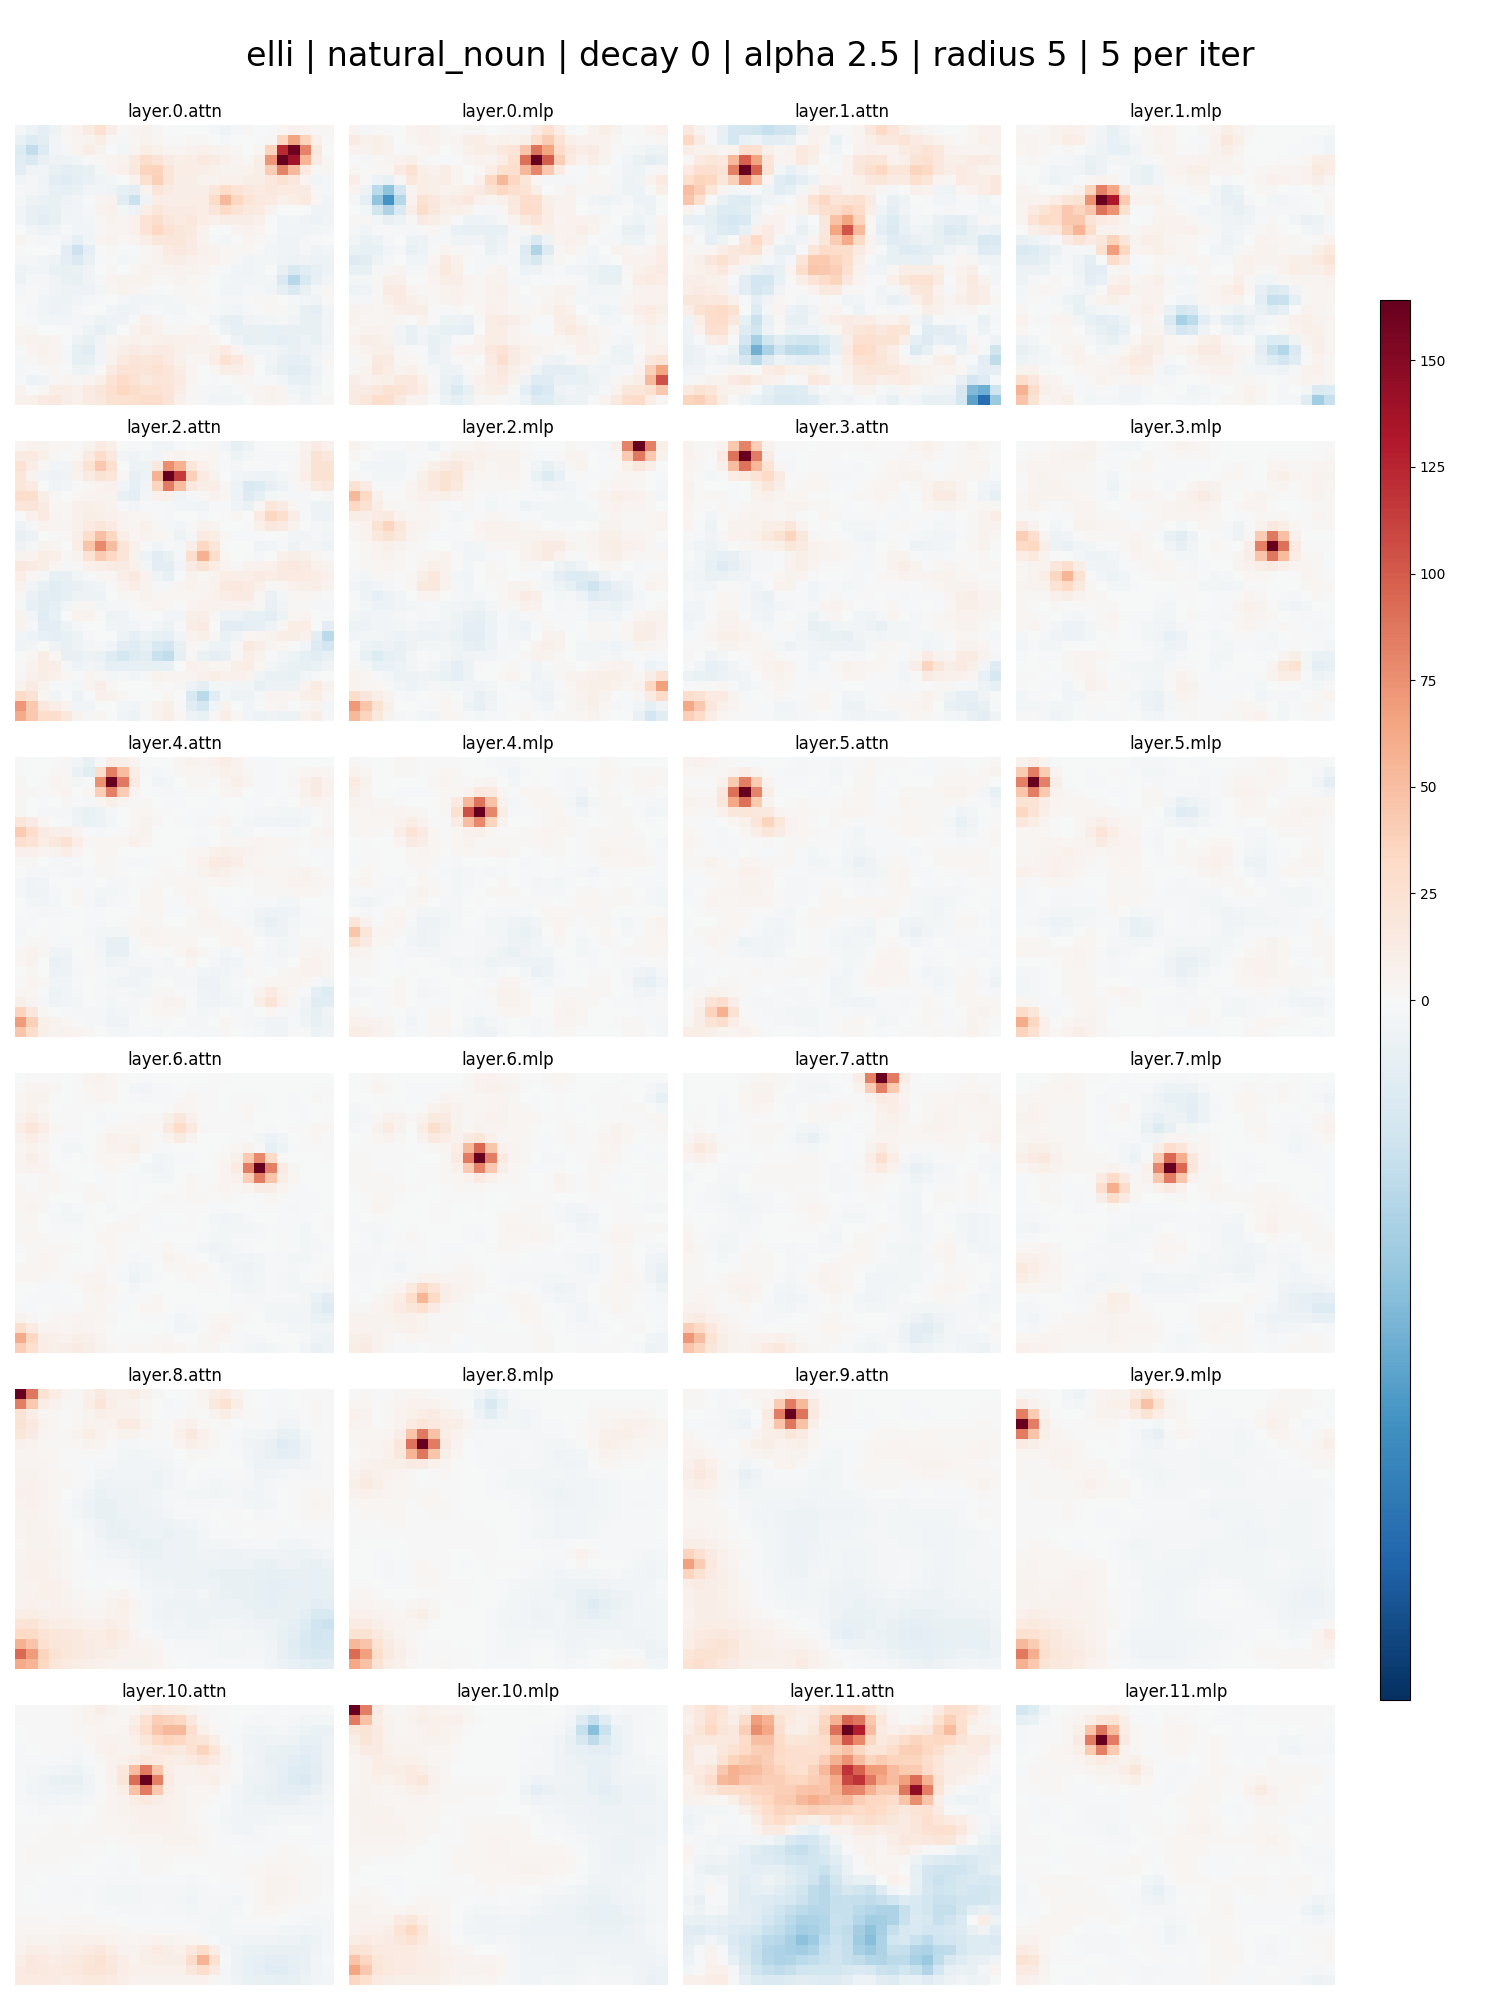 elli | natural_noun | decay 0 | alpha 2.5 | radius 5 | 5 per iter
layer.0.attn
layer.0.mlp
layer.1.attn
layer.1.mlp
layer.2.attn
layer.2.mlp
layer.3.attn
layer.3.mlp
layer.4.attn
layer.4.mlp
layer.5.attn
layer.5.mlp
layer.6.attn
layer.6.mlp
layer.7.attn
layer.7.mlp
layer.8.attn
layer.8.mlp
layer.9.attn
layer.9.mlp
layer.10.attn
layer.10.mlp
layer.11.attn
layer.11.mlp
150
125
100
75
50
25
0